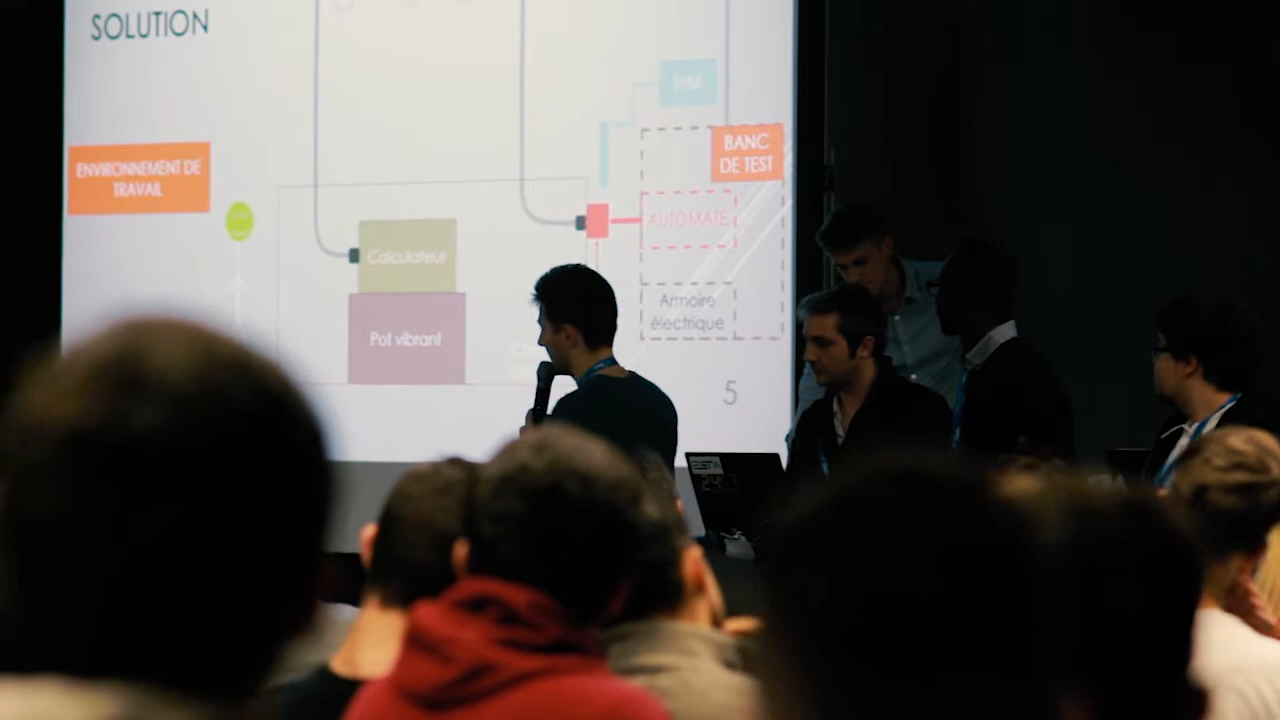 SOLUTION
IHM
BANC
DE TEST
ENVIRONNEMENT DE
TRAVAIL
AUTOMATE
Calculateur
Armoire
électrique
Pot vibrant
5